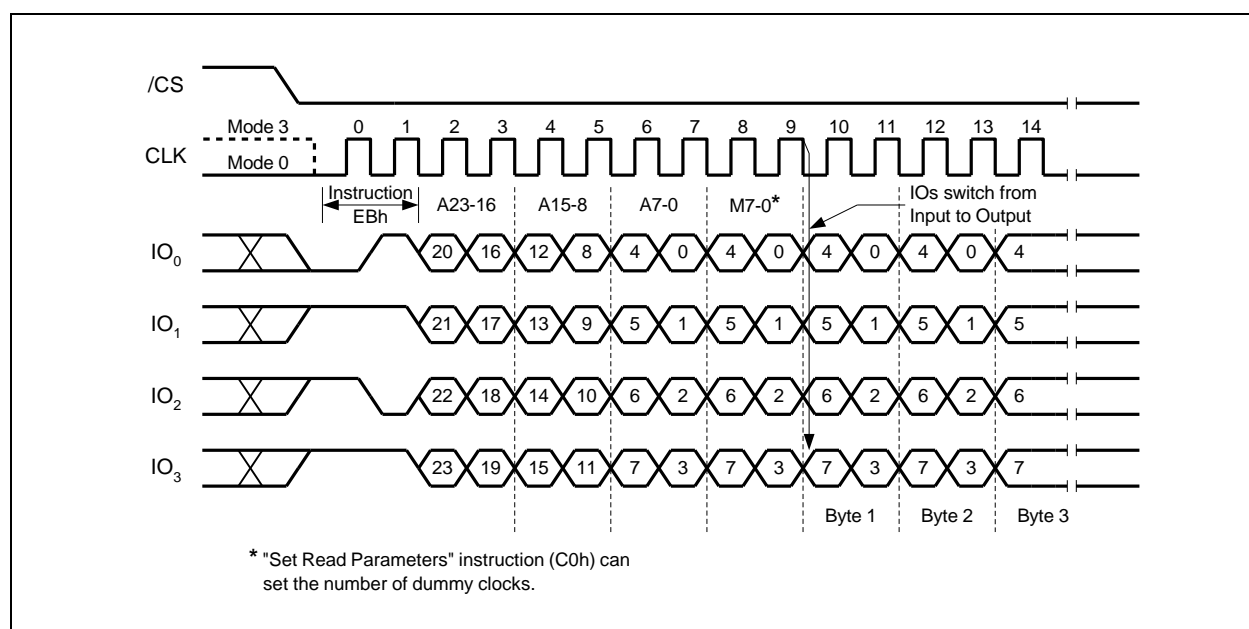 /CS
Mode 3 0 1 2 3 4 5 6 7 8 9 10 11 12 13 14
CLK
Mode 0
Instruction
EBh
A23-16 A15-8 A7-0 M7-0*
IOs switch from
Input to Output
IO0 20 16 12 8 4 0 4 0 4 0 4 0 4
IO1 21 17 13 9 5 1 5 1 5 1 5 1 5
IO2 22 18 14 10 6 2 6 2 6 2 6 2 6
IO3 23 19 15 11 7 3 7 3 7 3 7 3 7
Byte 1 Byte 2 Byte 3
* "Set Read Parameters" instruction (C0h) can
set the number of dummy clocks.